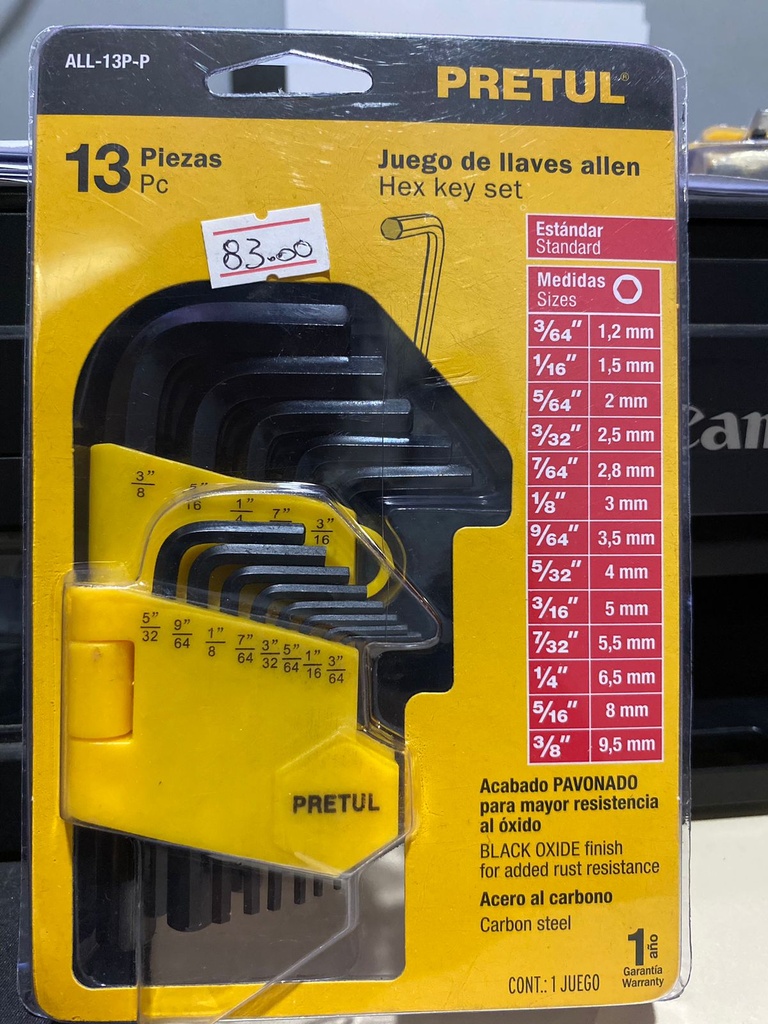 ALL-13P-P
PRETUL®
13 Piezas
Pc
Juego de llaves allen
Hex key set
83.00
Estándar
Standard
Medidas
Sizes
3/64" 1,2 mm
1/16" 1,5 mm
5/64" 2 mm
3/32" 2,5 mm
7/64" 2,8 mm
1/8" 3 mm
9/64" 3,5 mm
5/32" 4 mm
3/16" 5 mm
7/32" 5,5 mm
1/4" 6,5 mm
5/16" 8 mm
3/8" 9,5 mm
3/8" 5/16 1/4 7" 3/16"
5/32" 9/64" 1/8" 7/64" 3/32" 5/64" 1/16" 3/64"
PRETUL
Acabado PAVONADO
para mayor resistencia
al óxido
BLACK OXIDE finish
for added rust resistance
Acero al carbono
Carbon steel
1 año
Garantía
Warranty
CONT.: 1 JUEGO